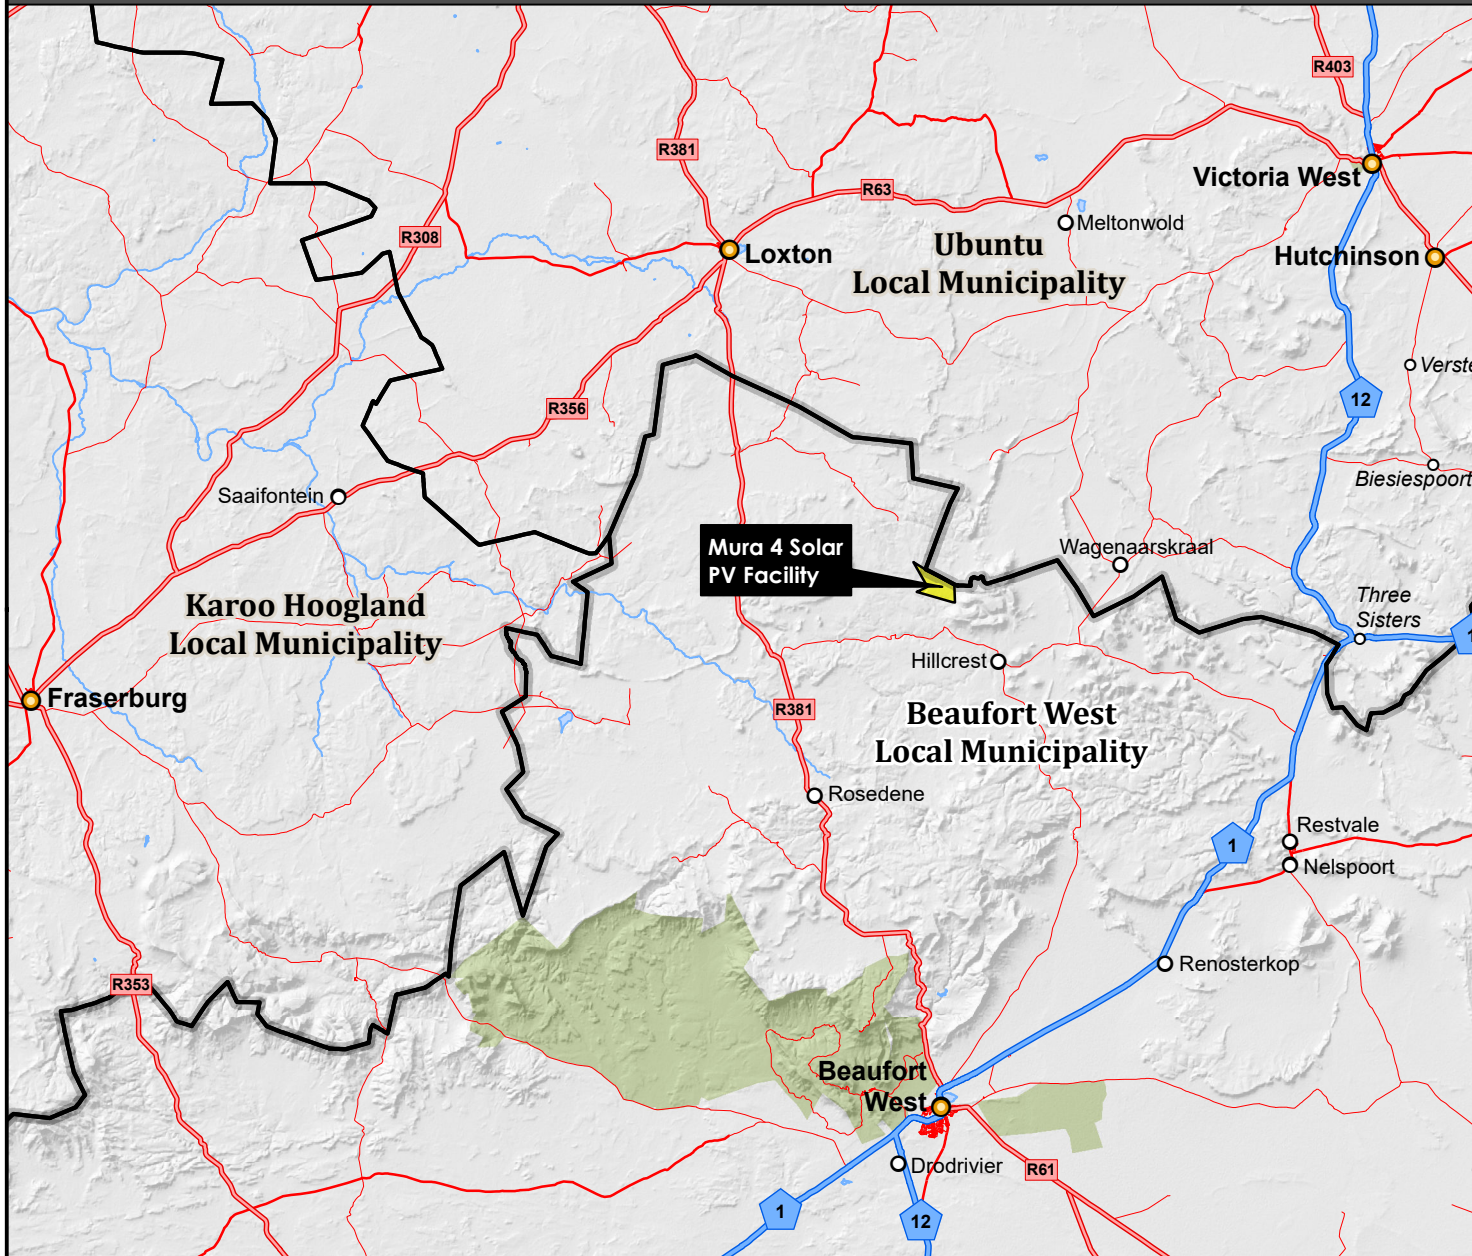 R403
R381
Victoria West
R63
Meltonwold
R308
Ubuntu
Local Municipality
Loxton
Hutchinson
Verste
12
R356
Biesiespoort
Saaifontein
Mura 4 Solar
PV Facility
Wagenaarskraal
Three
Sisters
Karoo Hoogland
Local Municipality
1
Hillcrest
Fraserburg
R381
Beaufort West
Local Municipality
Rosedene
Restvale
1
Nelspoort
Renosterkop
R353
Beaufort
West
Drodrivier
R61
1
12